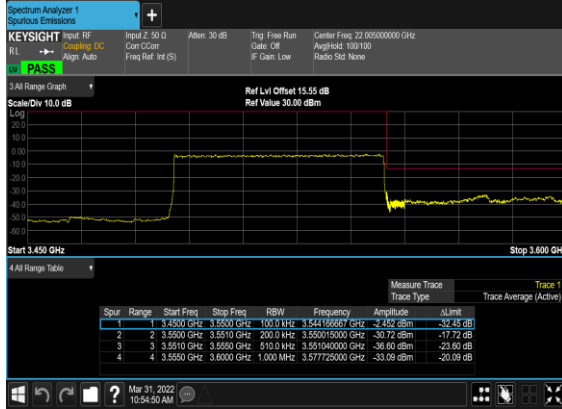 Spectrum Analyzer 1
Spurious Emissions
KEYSIGHT Input: RF Input Z: 50 Ω Atten: 30 dB Trig: Free Run Center Freq: 22.005000000 GHz
RL Coupling: DC Corr CCorr Gate: Off Avg|Hold: 100/100
Align: Auto Freq Ref: Int (S) IF Gain: Low Radio Std: None
PASS
3 All Range Graph
Ref Lvl Offset 15.55 dB
Scale/Div 10.0 dB Ref Value 30.00 dBm
Log
20.0
10.0
0.00
-10.0
-20.0
-30.0
-40.0
-50.0
-60.0
Start 3.450 GHz Stop 3.600 GH
4 All Range Table
Measure Trace Trace 1
Trace Type Trace Average (Active)
Spur Range Start Freq Stop Freq RBW Frequency Amplitude ΔLimit
1 1 3.4500 GHz 3.5500 GHz 100.0 kHz 3.544166667 GHz -2.452 dBm -32.45 dB
2 2 3.5500 GHz 3.5510 GHz 200.0 kHz 3.550015000 GHz -30.72 dBm -17.72 dB
3 3 3.5510 GHz 3.5550 GHz 510.0 kHz 3.551040000 GHz -36.60 dBm -23.60 dB
4 4 3.5550 GHz 3.6000 GHz 1.000 MHz 3.577725000 GHz -33.09 dBm -20.09 dB
Mar 31, 2022
10:54:50 AM